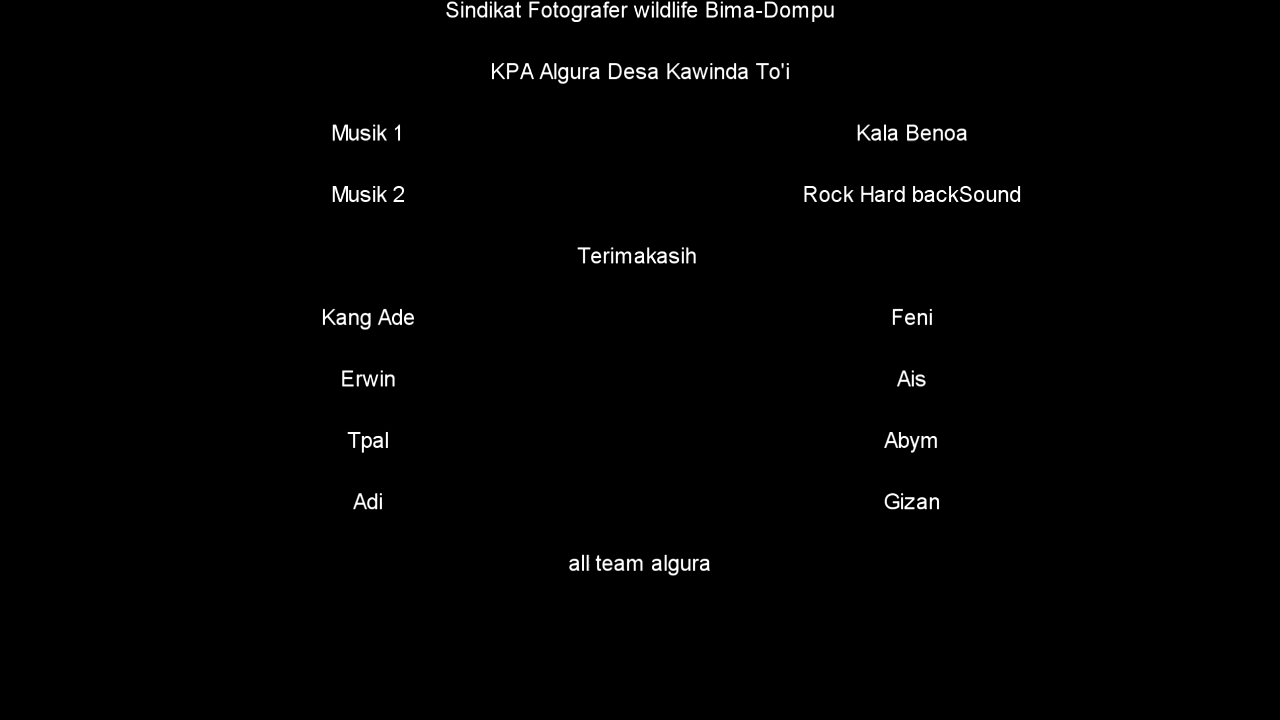 Sindikat Fotografer wildlife Bima-Dompu
KPA Algura Desa Kawinda To'i
Musik 1 Kala Benoa
Musik 2 Rock Hard backSound
Terimakasih
Kang Ade Feni
Erwin Ais
Tpal Abym
Adi Gizan
all team algura